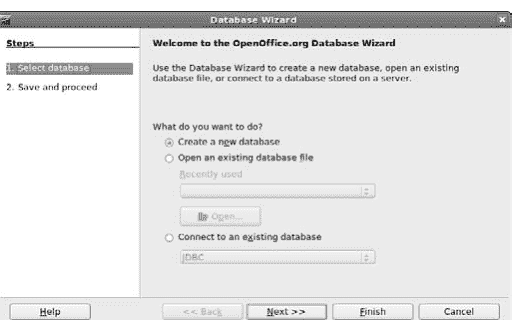 Database Wizard
Steps
1. Select database
2. Save and proceed
Welcome to the OpenOffice.org Database Wizard
Use the Database Wizard to create a new database, open an existing
database file, or connect to a database stored on a server.
What do you want to do?
Create a new database
Open an existing database file
Recently used
Open...
Connect to an existing database
JDBC
Help
<< Back
Next >>
Finish
Cancel